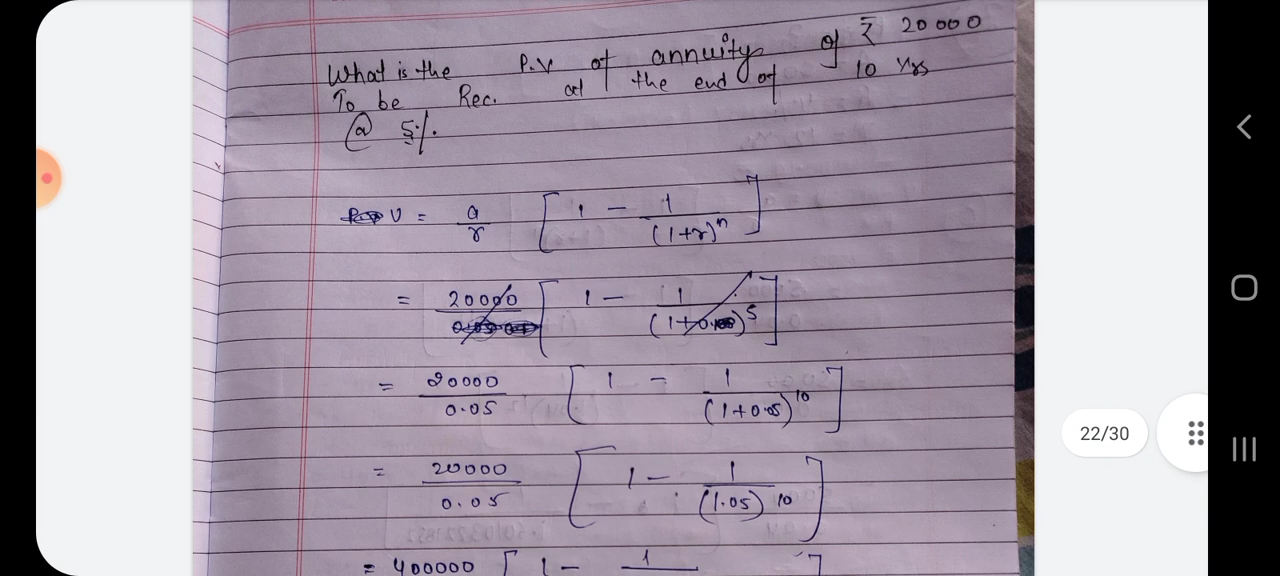 What is the P.V of annuity of ₹ 20000
To be Rec. at the end of 10 Yrs
@ 5%.
V = a/r [ 1 - 1/(1+r)^n ]
= 20000 [ 1 - 1/(1+0. )^5 ]
= 20000/0.05 [ 1 - 1/(1+0.05)^10 ]
= 20000/0.05 [ 1 - 1/(1.05)^10 ]
= 400000 [ 1 - 1
22/30